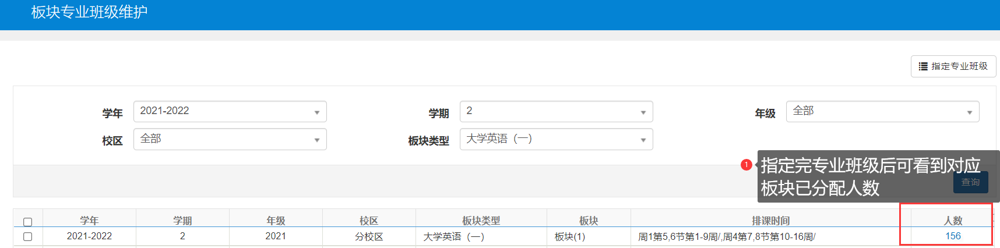 板块专业班级维护
指定专业班级
学年 2021-2022 学期 2 年级 全部
校区 全部 板块类型 大学英语（一）
1 指定完专业班级后可看到对应
板块已分配人数
查询
学年 学期 年级 校区 板块类型 板块 排课时间 人数
2021-2022 2 2021 分校区 大学英语（一） 板块(1) 周1第5,6节第1-9周/,周4第7,8节第10-16周/ 156